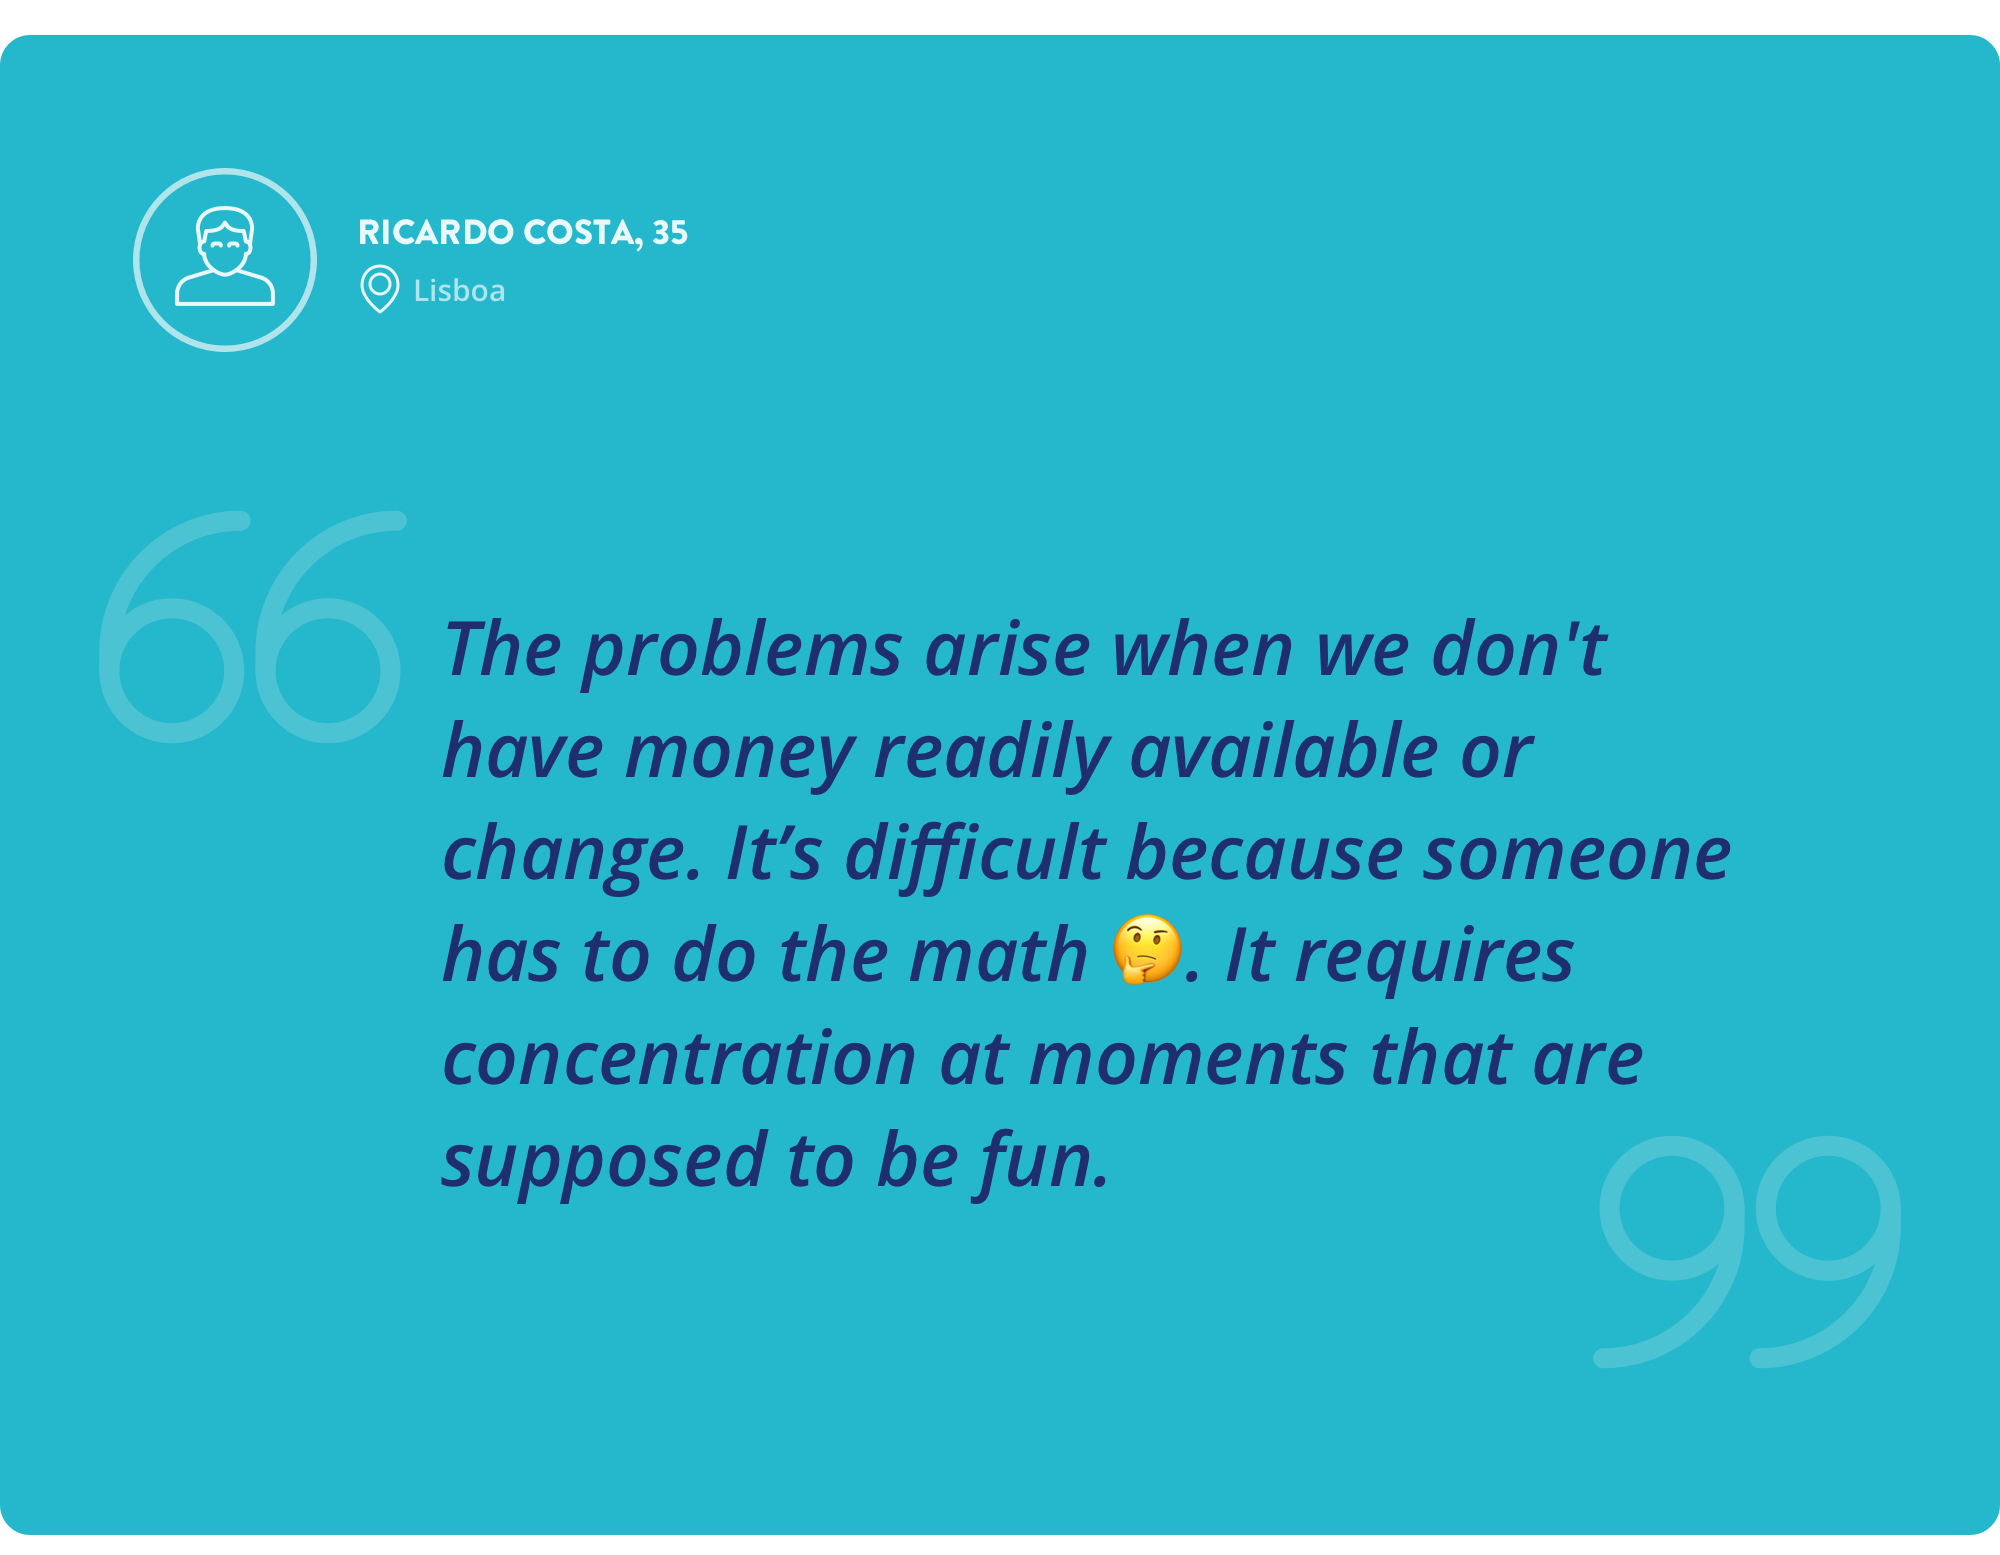 RICARDO COSTA, 35
Lisboa
The problems arise when we don't
have money readily available or
change. It’s difficult because someone
has to do the math 🤔. It requires
concentration at moments that are
supposed to be fun.